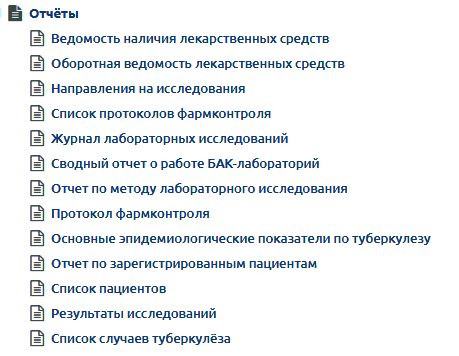 Отчёты
Ведомость наличия лекарственных средств
Оборотная ведомость лекарственных средств
Направления на исследования
Список протоколов фармконтроля
Журнал лабораторных исследований
Сводный отчет о работе БАК-лабораторий
Отчет по методу лабораторного исследования
Протокол фармконтроля
Основные эпидемиологические показатели по туберкулезу
Отчет по зарегистрированным пациентам
Список пациентов
Результаты исследований
Список случаев туберкулёза